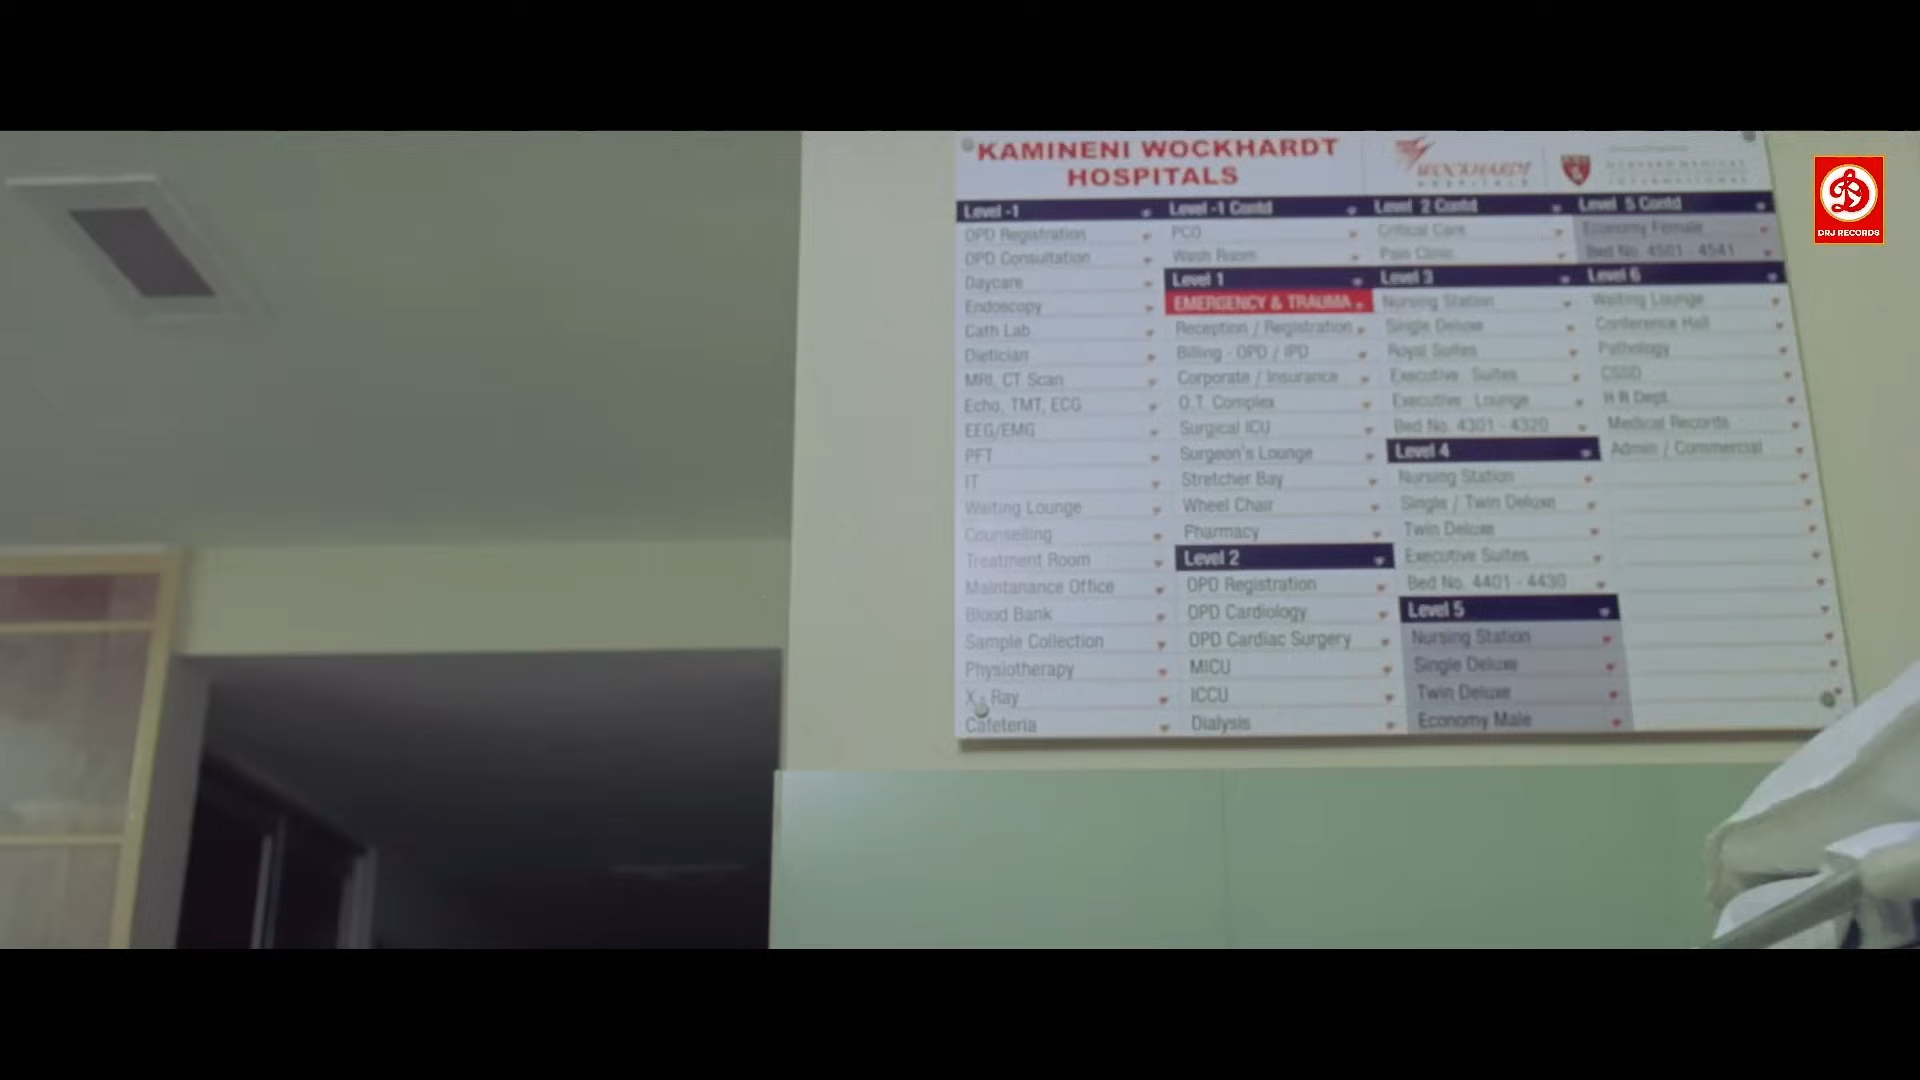 KAMINENI WOCKHARDT
HOSPITALS
WOCKHARDT
HOSPITALS
Level -1
OPD Registration
OPD Consultation
Daycare
Endoscopy
Cath Lab
Dietician
MRI, CT Scan
Echo, TMT, ECG
EEG/EMG
PFT
IT
Waiting Lounge
Counselling
Treatment Room
Maintanance Office
Blood Bank
Sample Collection
Physiotherapy
X - Ray
Cafeteria
Level -1 Contd
PCO
Wash Room
Level 1
EMERGENCY & TRAUMA
Reception / Registration
Billing - OPD / IPD
Corporate / Insurance
O.T. Complex
Surgical ICU
Surgeon's Lounge
Stretcher Bay
Wheel Chair
Pharmacy
Level 2
OPD Registration
OPD Cardiology
OPD Cardiac Surgery
MICU
ICCU
Dialysis
Level 2 Contd
Critical Care
Pain Clinic
Level 3
Nursing Station
Single Deluxe
Royal Suites
Executive Suites
Executive Lounge
Bed No. 4301 - 4320
Level 4
Nursing Station
Single / Twin Deluxe
Twin Deluxe
Executive Suites
Bed No. 4401 - 4430
Level 5
Nursing Station
Single Deluxe
Twin Deluxe
Economy Male
Level 5 Contd
Economy Female
Bed No. 4501 - 4541
Level 6
Waiting Lounge
Conference Hall
Pathology
CSSD
H R Dept.
Medical Records
Admin / Commercial
DRJ RECORDS